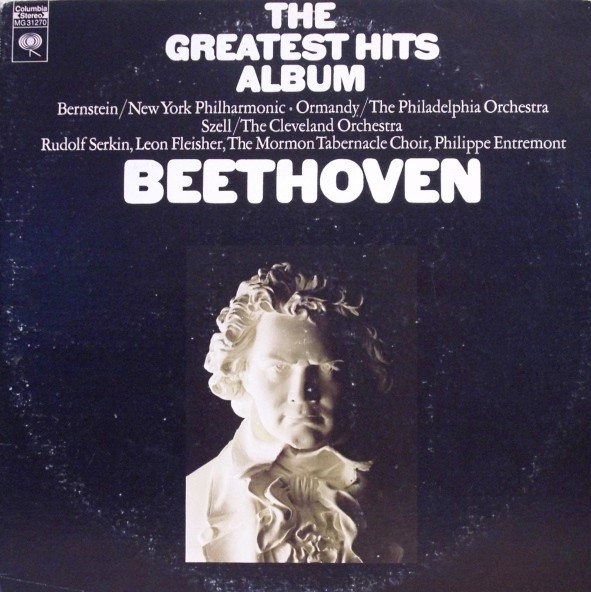 Columbia
Stereo
MG 31270
THE
GREATEST HITS
ALBUM
Bernstein/New York Philharmonic • Ormandy/The Philadelphia Orchestra
Szell/The Cleveland Orchestra
Rudolf Serkin, Leon Fleisher, The Mormon Tabernacle Choir, Philippe Entremont
BEETHOVEN